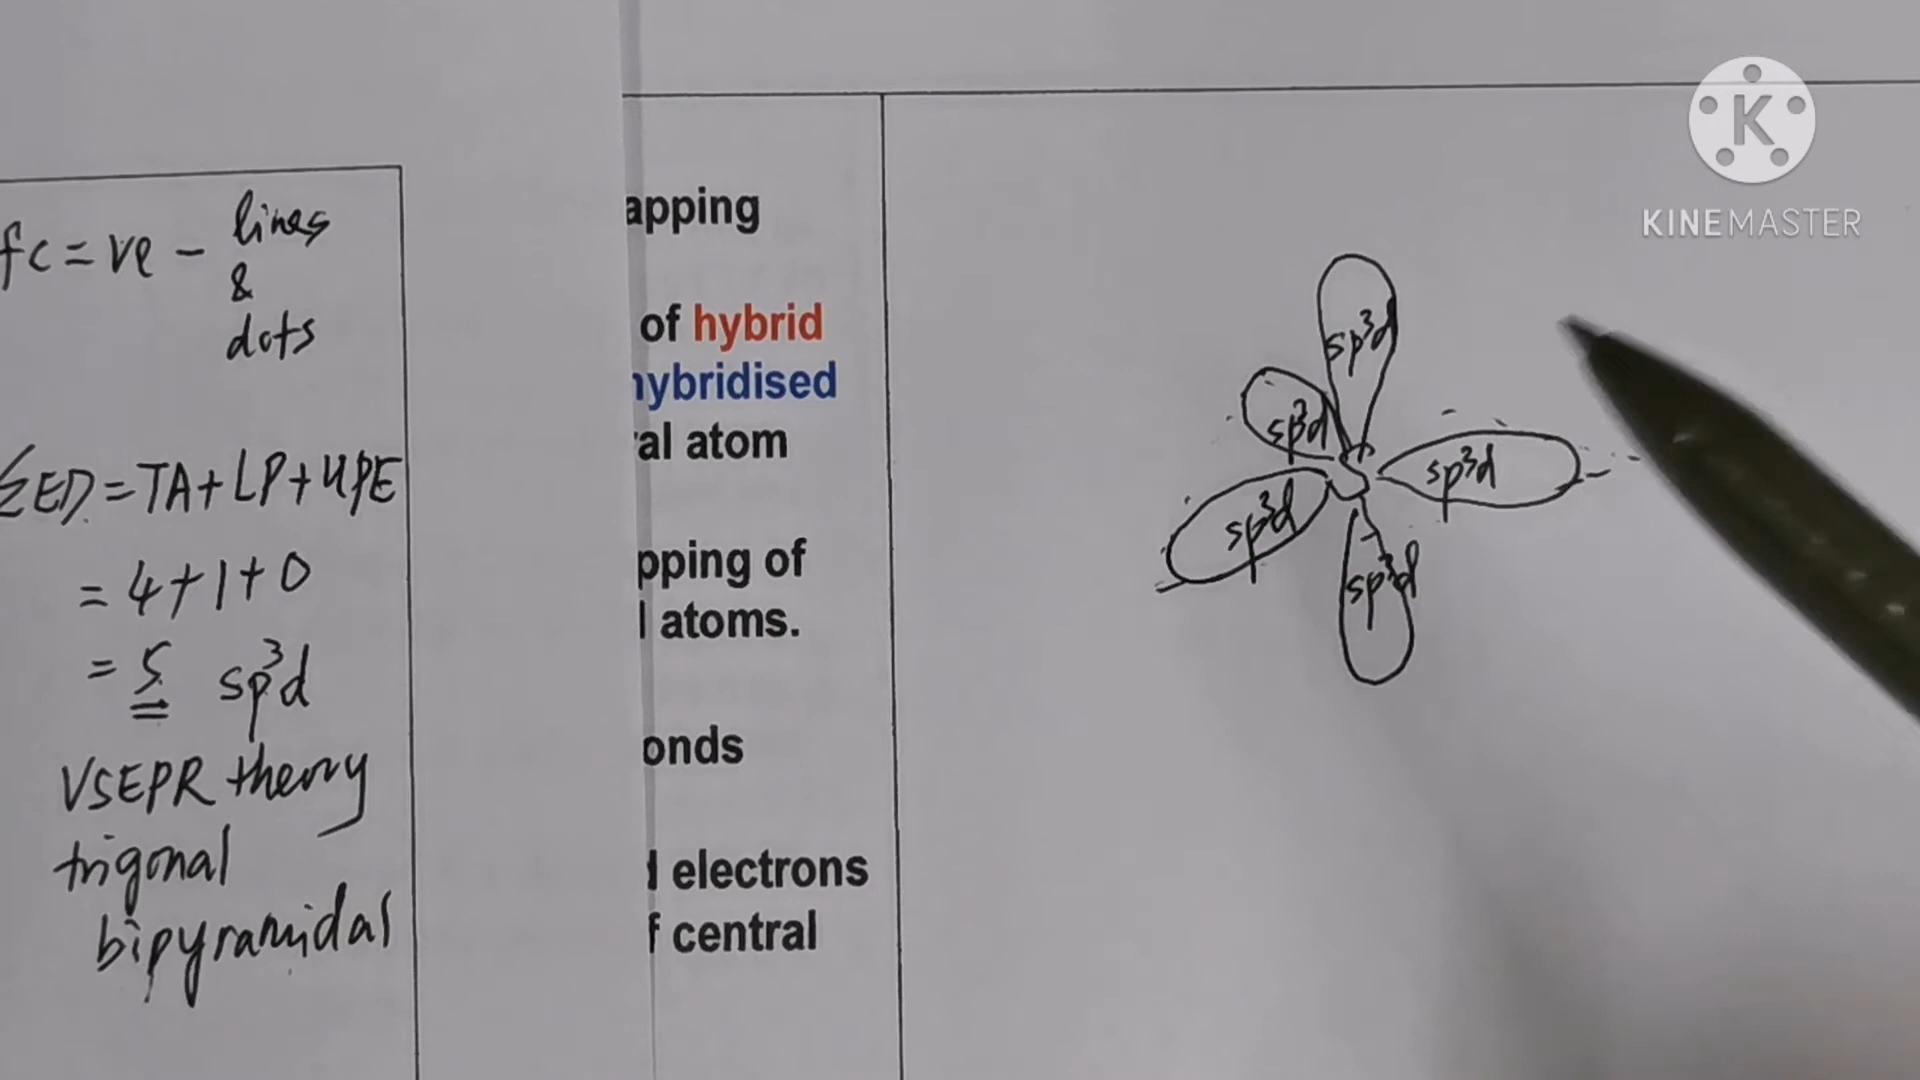 fc = ve - lines
&
dots
ΣED = TA + LP + UPE
= 4 + 1 + 0
= 5 sp³d
VSEPR theory
trigonal
bipyramidal
apping
of hybrid
ybridised
al atom
pping of
l atoms.
onds
d electrons
f central
sp³d
sp³d
sp³d
sp³d
sp³d
K
KINEMASTER